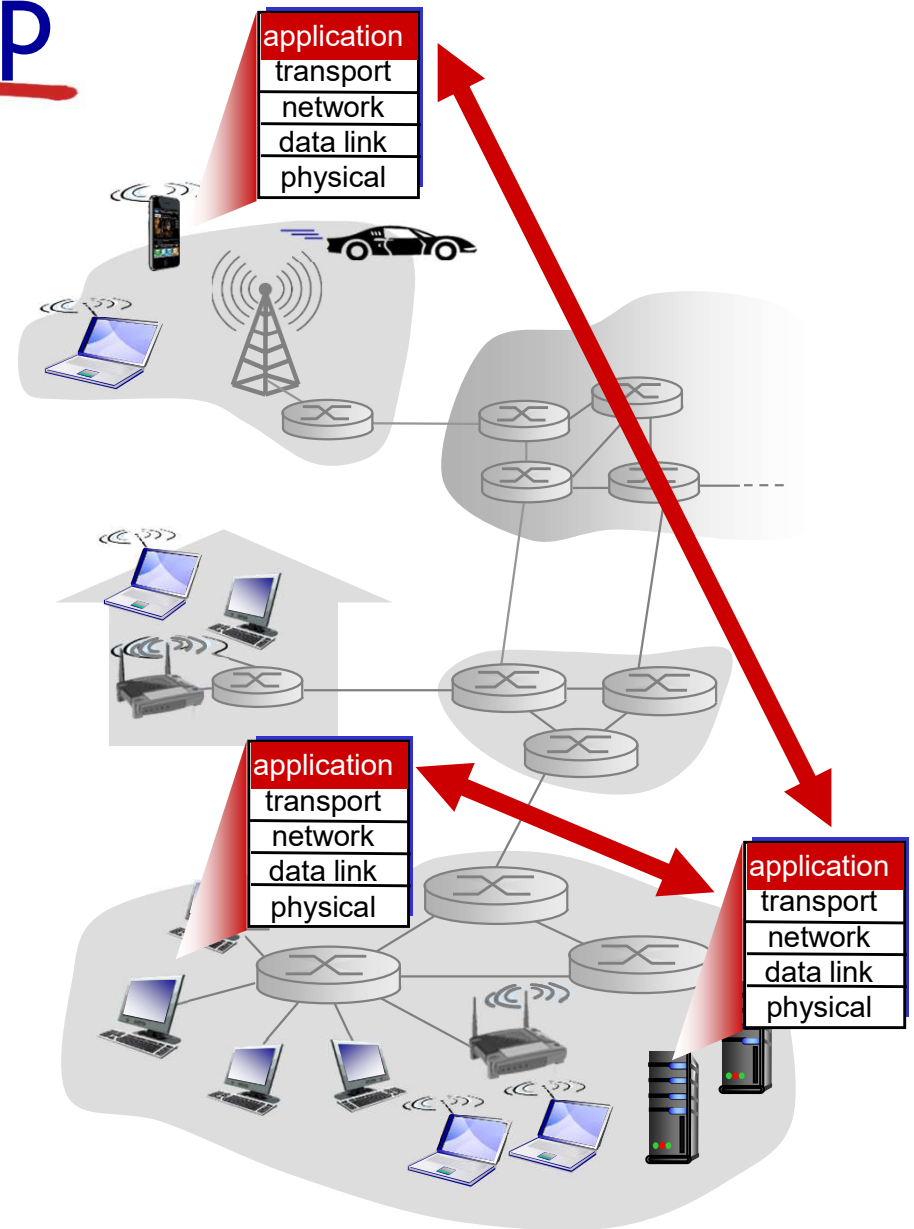 p
application
transport
network
data link
physical
application
transport
network
data link
physical
application
transport
network
data link
physical